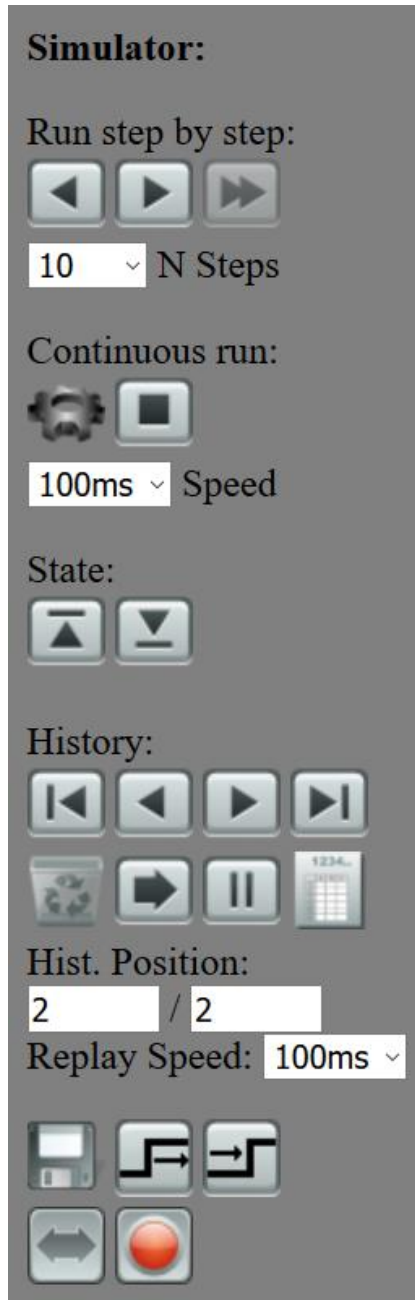 Simulator:
Run step by step:
10 N Steps
Continuous run:
100ms Speed
State:
History:
1234...
Hist. Position:
2 / 2
Replay Speed: 100ms